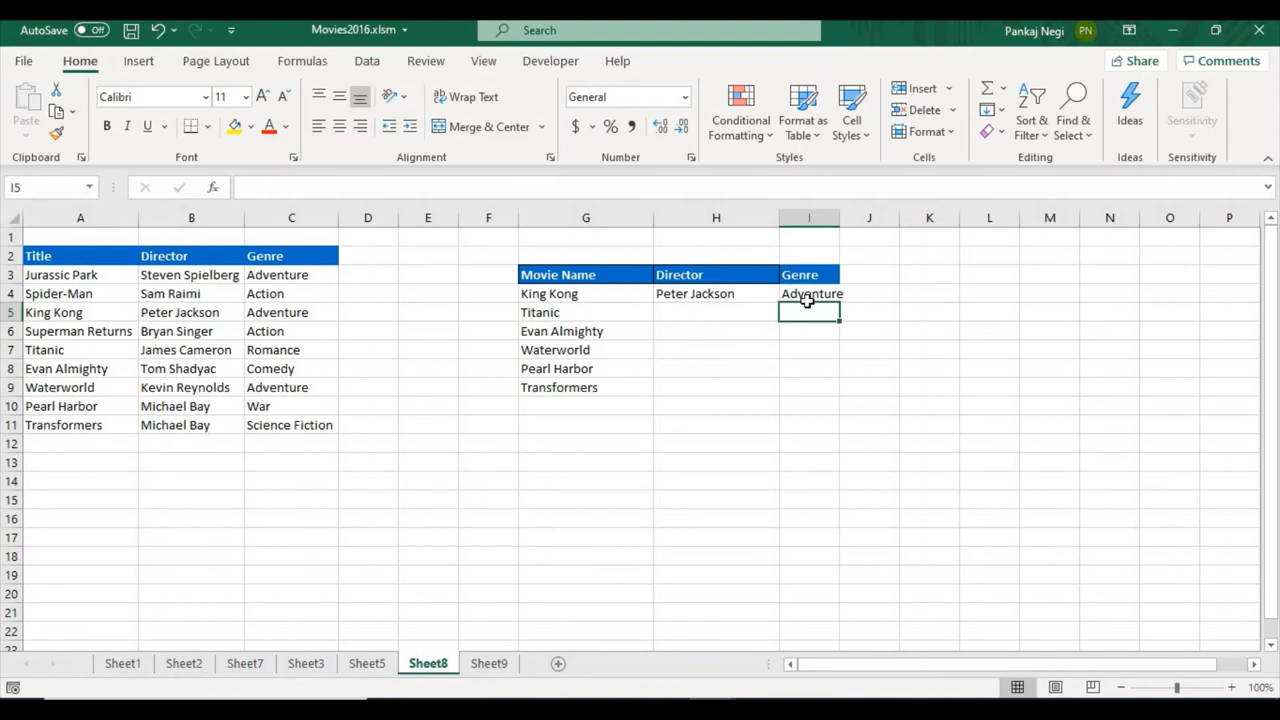 AutoSave Off Movies2016.xlsm Search Pankaj Negi PN
File Home Insert Page Layout Formulas Data Review View Developer Help Share Comments
Paste Calibri 11 Wrap Text General Conditional Formatting Format as Table Cell Styles Insert Sort & Filter Find & Select Ideas Sensitivity
B I U Merge & Center $ % Delete
Format
Clipboard Font Alignment Number Styles Cells Editing Ideas Sensitivity
I5 fx
A B C D E F G H I J K L M N O P
1
2 Title Director Genre
3 Jurassic Park Steven Spielberg Adventure Movie Name Director Genre
4 Spider-Man Sam Raimi Action King Kong Peter Jackson Adventure
5 King Kong Peter Jackson Adventure Titanic
6 Superman Returns Bryan Singer Action Evan Almighty
7 Titanic James Cameron Romance Waterworld
8 Evan Almighty Tom Shadyac Comedy Pearl Harbor
9 Waterworld Kevin Reynolds Adventure Transformers
10 Pearl Harbor Michael Bay War
11 Transformers Michael Bay Science Fiction
12
13
14
15
16
17
18
19
20
21
22
23
Sheet1 Sheet2 Sheet7 Sheet3 Sheet5 Sheet8 Sheet9
100%